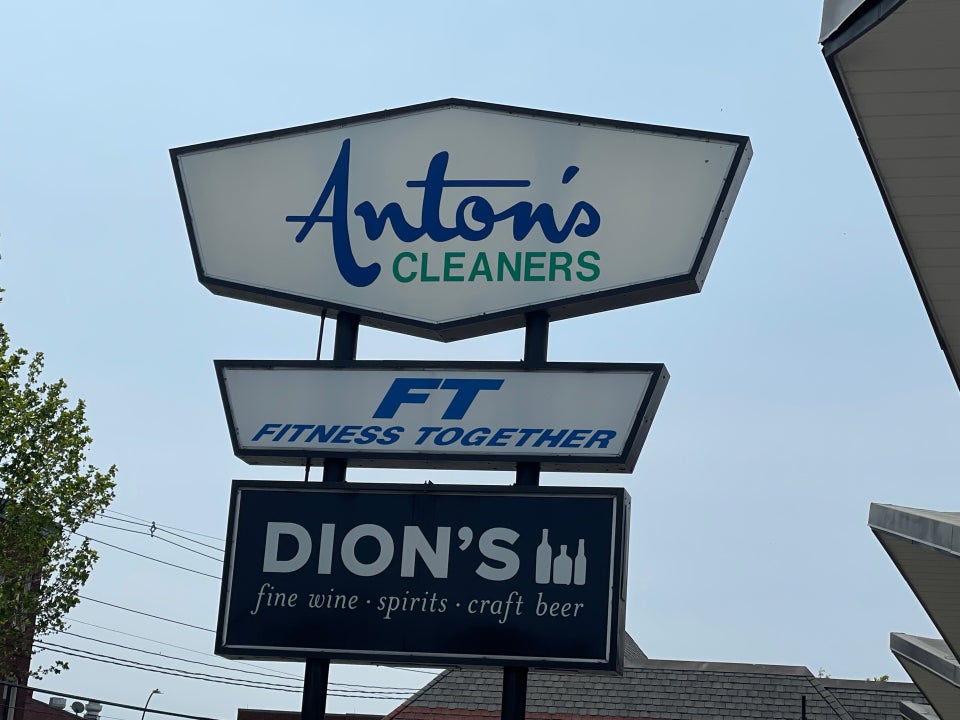 Anton's
CLEANERS
FT
FITNESS TOGETHER
DION'S
fine wine · spirits · craft beer